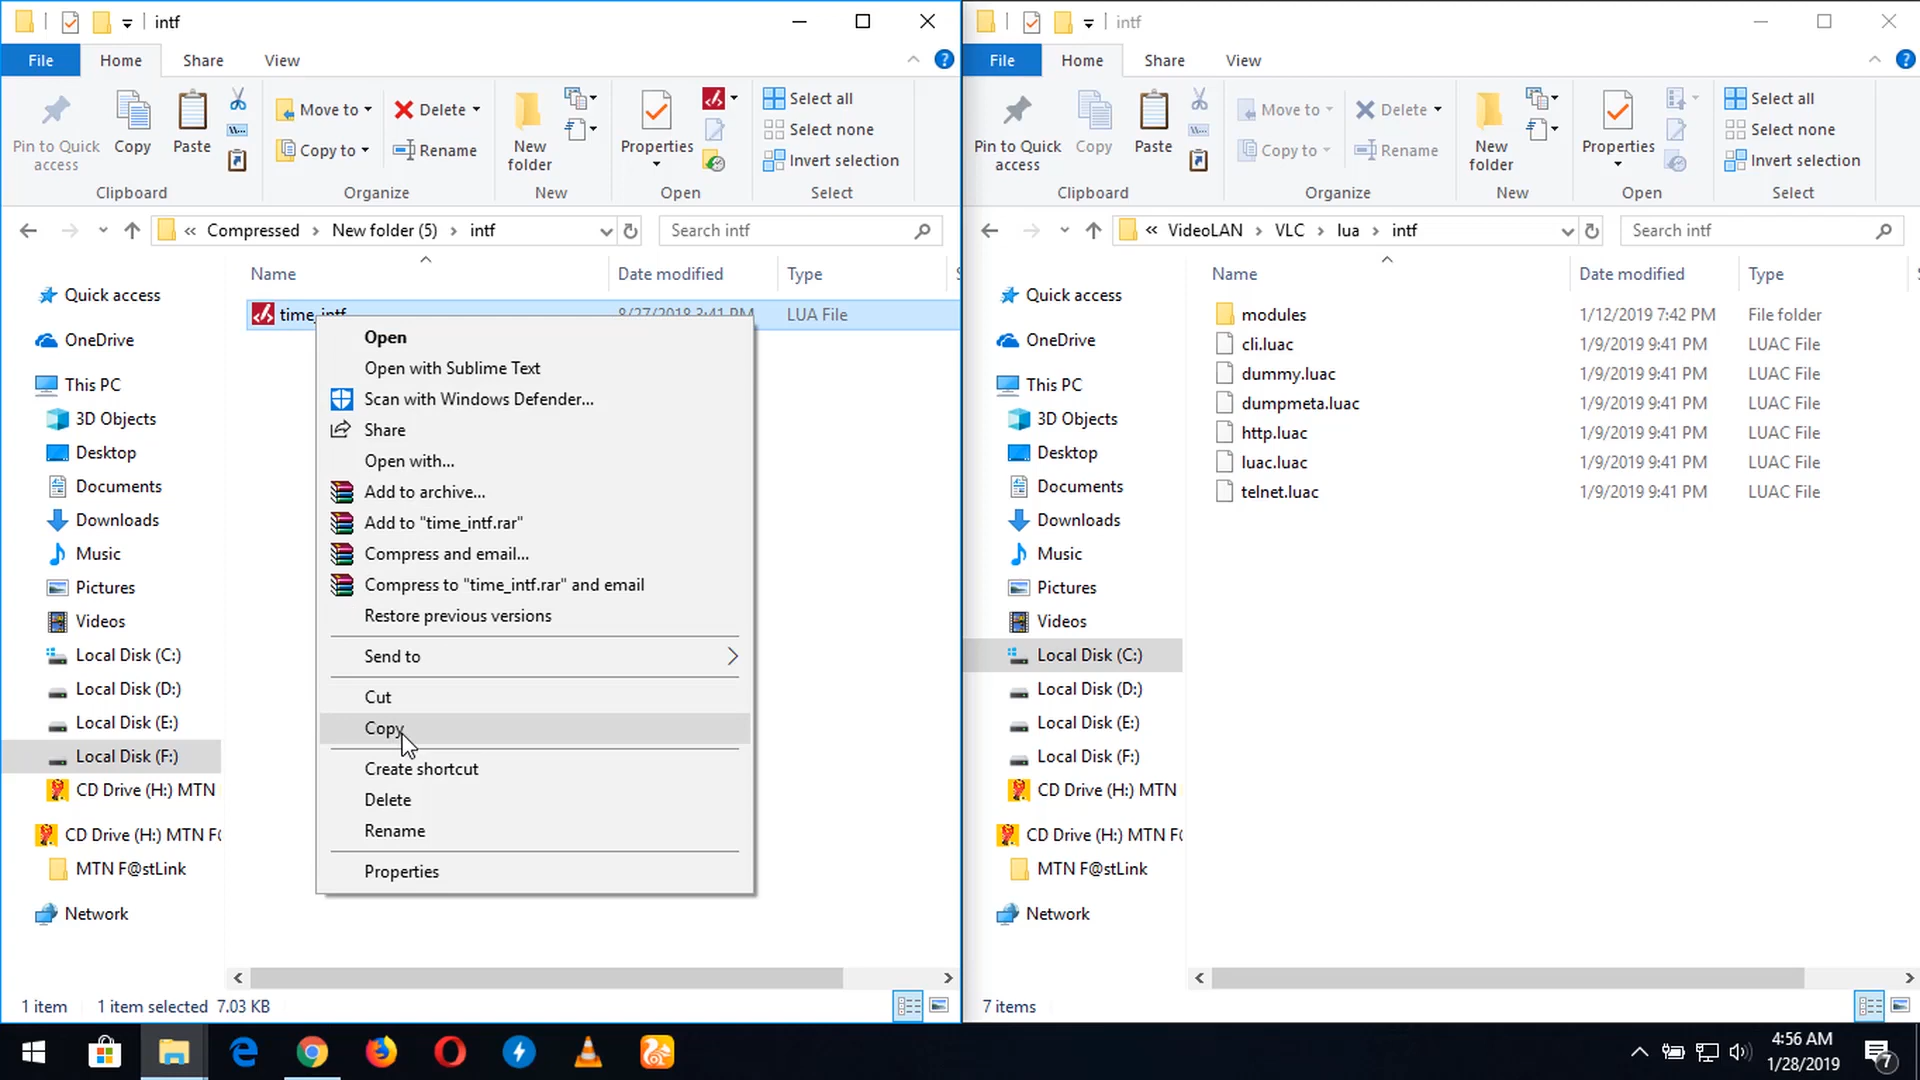 intf
File
Home
Share
View
Pin to Quick access
Copy
Paste
Clipboard
Move to
Copy to
Delete
Rename
Organize
New folder
New
Properties
Open
Select all
Select none
Invert selection
Select
« Compressed › New folder (5) › intf
Search intf
Name
Date modified
Type
Quick access
OneDrive
This PC
3D Objects
Desktop
Documents
Downloads
Music
Pictures
Videos
Local Disk (C:)
Local Disk (D:)
Local Disk (E:)
Local Disk (F:)
CD Drive (H:) MTN
CD Drive (H:) MTN F
MTN F@stLink
Network
time_intf 8/27/2018 3:41 PM LUA File
Open
Open with Sublime Text
Scan with Windows Defender...
Share
Open with...
Add to archive...
Add to "time_intf.rar"
Compress and email...
Compress to "time_intf.rar" and email
Restore previous versions
Send to
Cut
Copy
Create shortcut
Delete
Rename
Properties
1 item 1 item selected 7.03 KB
intf
File
Home
Share
View
Pin to Quick access
Copy
Paste
Clipboard
Move to
Copy to
Delete
Rename
Organize
New folder
New
Properties
Open
Select all
Select none
Invert selection
Select
« VideoLAN › VLC › lua › intf
Search intf
Name
Date modified
Type
Quick access
OneDrive
This PC
3D Objects
Desktop
Documents
Downloads
Music
Pictures
Videos
Local Disk (C:)
Local Disk (D:)
Local Disk (E:)
Local Disk (F:)
CD Drive (H:) MTN
CD Drive (H:) MTN F
MTN F@stLink
Network
modules 1/12/2019 7:42 PM File folder
cli.luac 1/9/2019 9:41 PM LUAC File
dummy.luac 1/9/2019 9:41 PM LUAC File
dumpmeta.luac 1/9/2019 9:41 PM LUAC File
http.luac 1/9/2019 9:41 PM LUAC File
luac.luac 1/9/2019 9:41 PM LUAC File
telnet.luac 1/9/2019 9:41 PM LUAC File
7 items
4:56 AM
1/28/2019
7